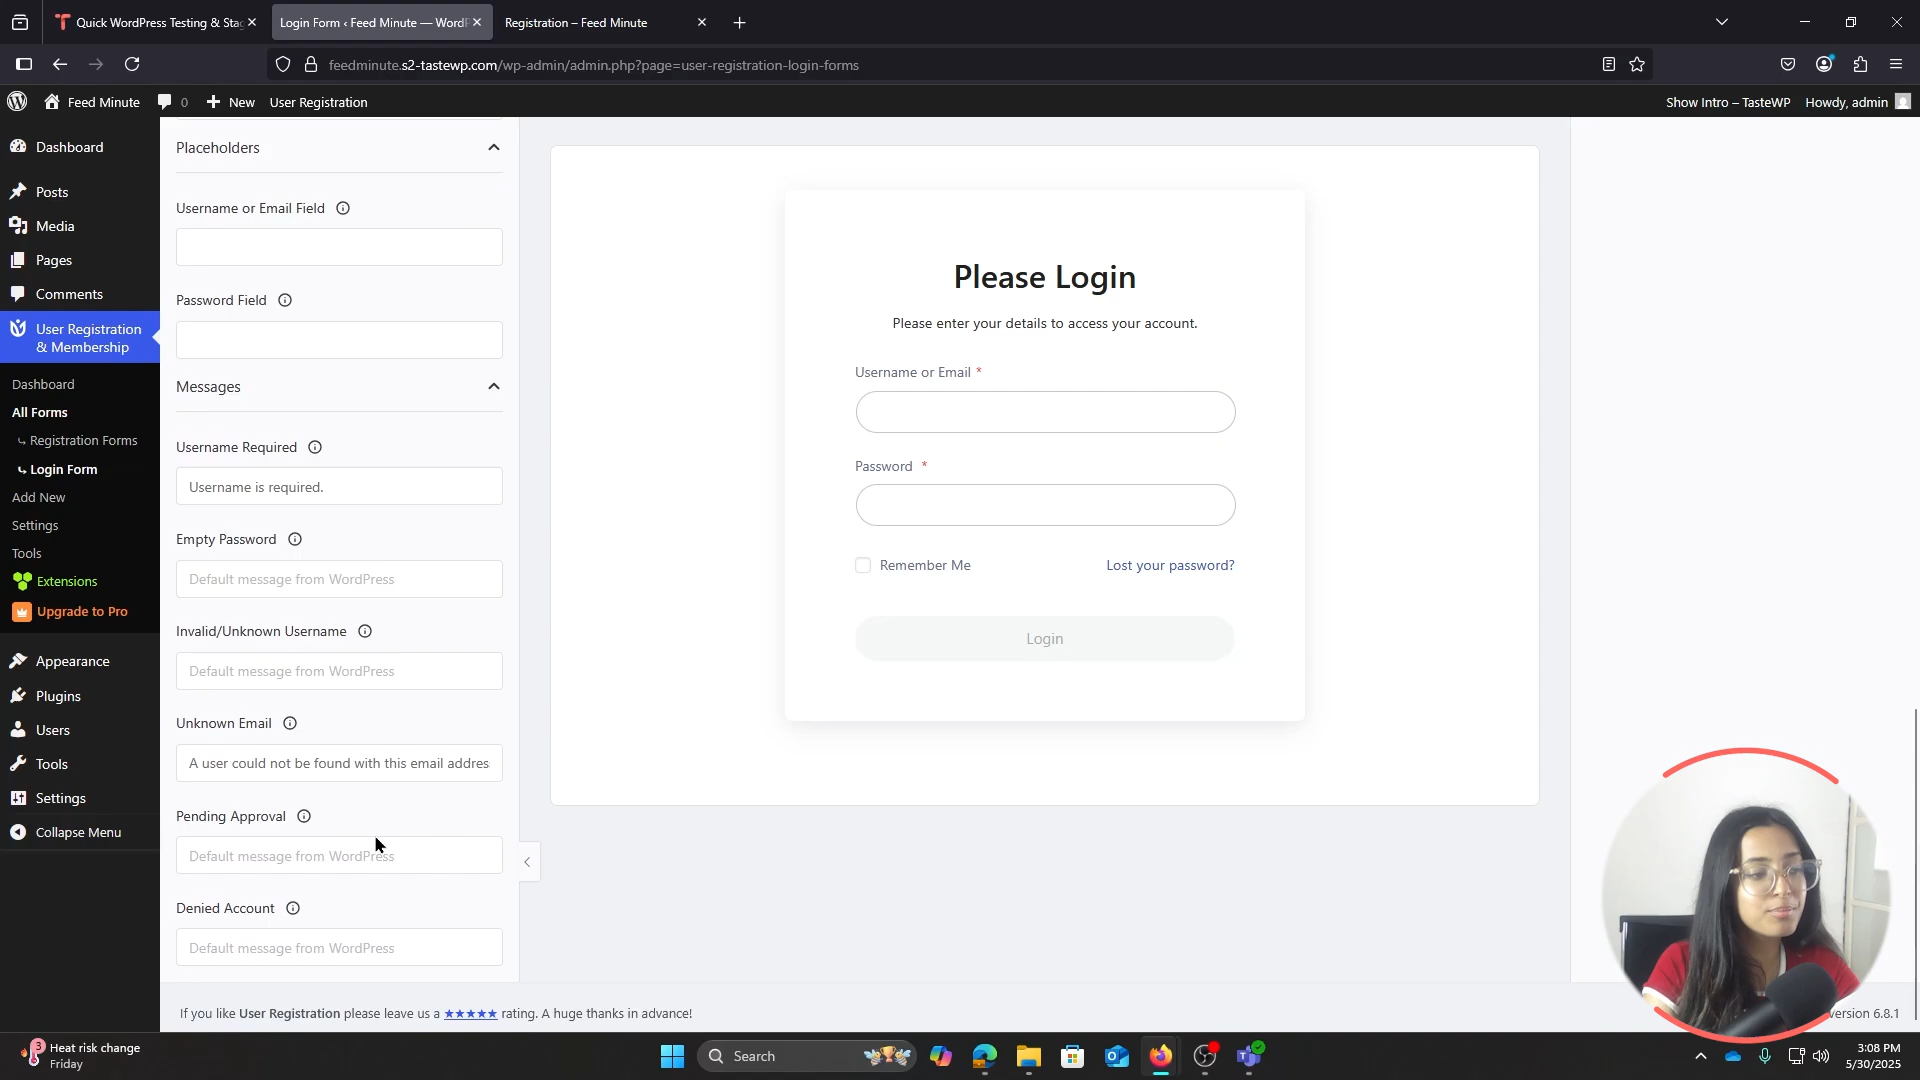 Quick WordPress Testing & Sta
Login Form ‹ Feed Minute — WordP
Registration – Feed Minute
feedminute.s2-tastewp.com/wp-admin/admin.php?page=user-registration-login-forms
Feed Minute
0
New
User Registration
Show Intro – TasteWP
Howdy, admin
Dashboard
Posts
Media
Pages
Comments
User Registration
& Membership
Dashboard
All Forms
Registration Forms
Login Form
Add New
Settings
Tools
Extensions
Upgrade to Pro
Appearance
Plugins
Users
Tools
Settings
Collapse Menu
Placeholders
Username or Email Field
Password Field
Messages
Username Required
Username is required.
Empty Password
Default message from WordPress
Invalid/Unknown Username
Default message from WordPress
Unknown Email
A user could not be found with this email addres
Pending Approval
Default message from WordPress
Denied Account
Default message from WordPress
Please Login
Please enter your details to access your account.
Username or Email *
Password *
Remember Me
Lost your password?
Login
If you like User Registration please leave us a ★★★★★ rating. A huge thanks in advance!
Version 6.8.1
3
Heat risk change
Friday
Search
3:08 PM
5/30/2025